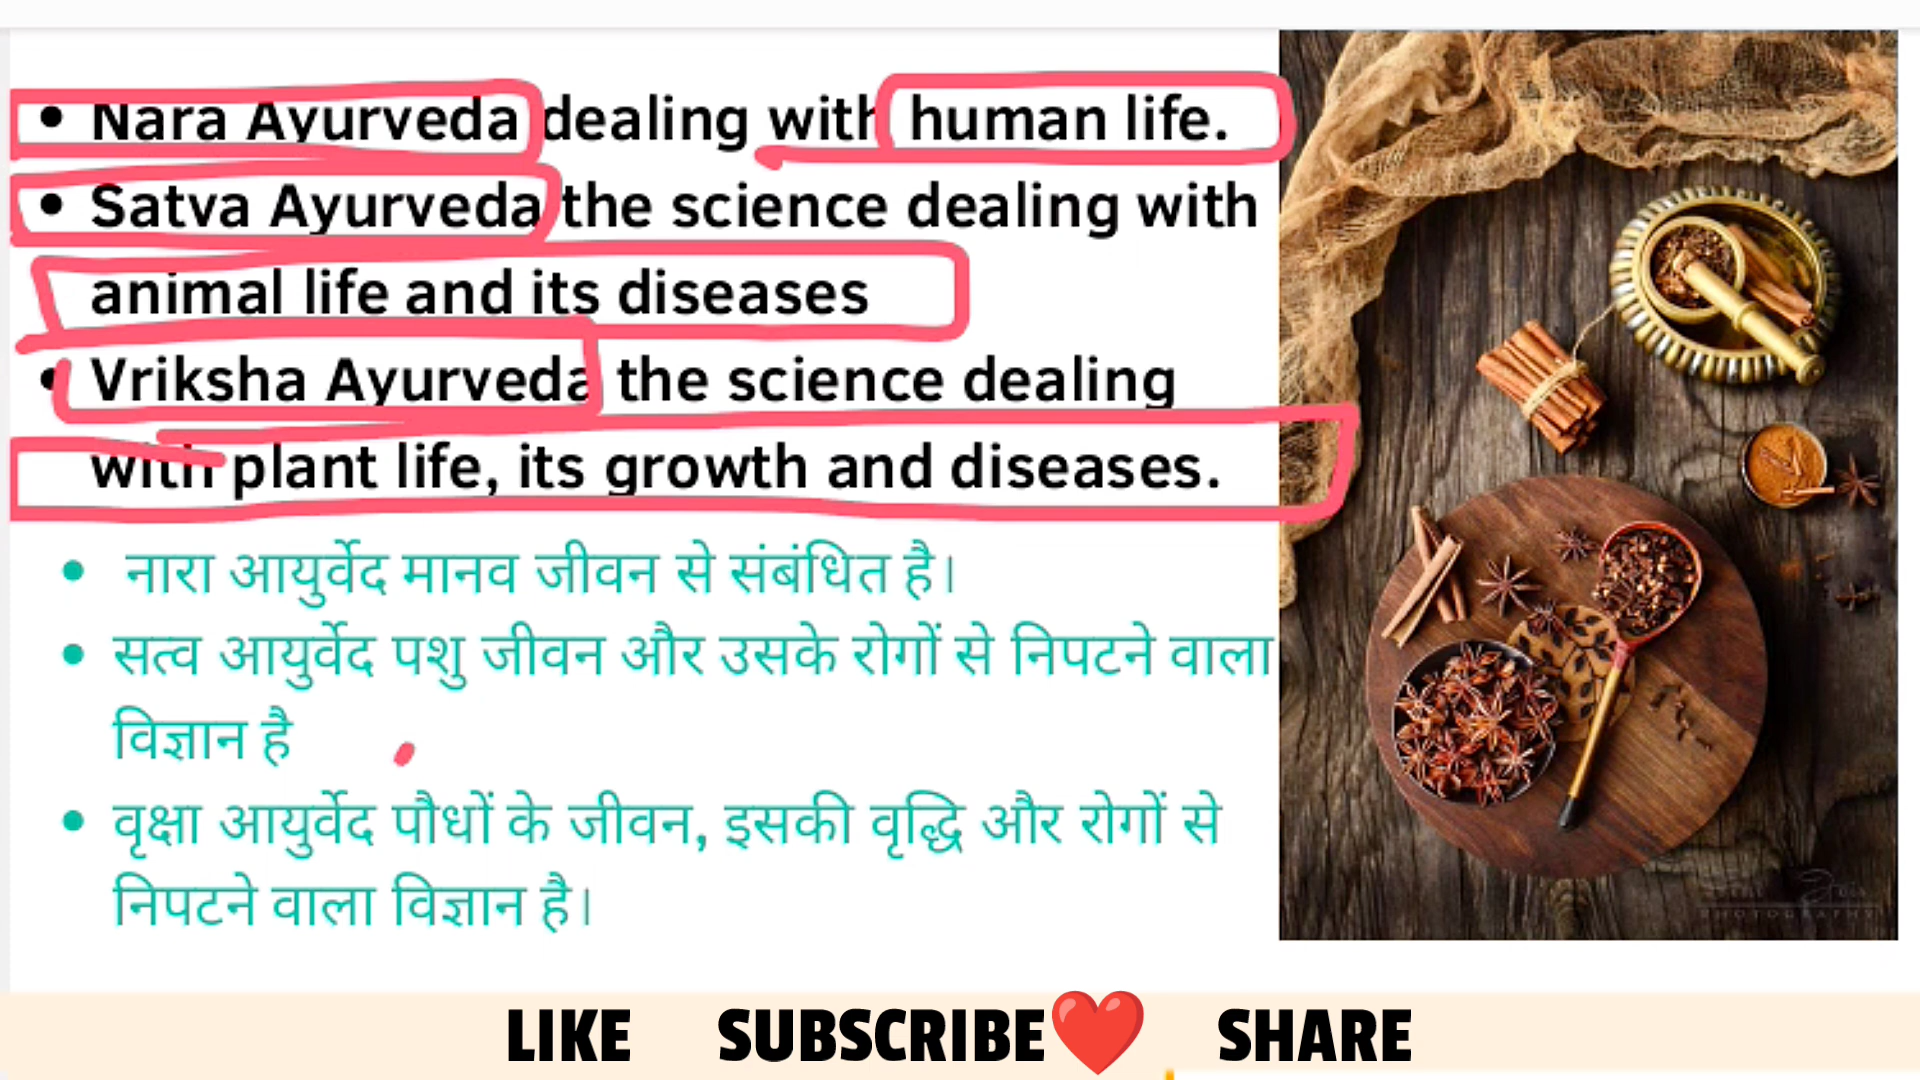 • Nara Ayurveda dealing with human life.
• Satva Ayurveda the science dealing with
animal life and its diseases
• Vriksha Ayurveda the science dealing
with plant life, its growth and diseases.
• नारा आयुर्वेद मानव जीवन से संबंधित है।
• सत्व आयुर्वेद पशु जीवन और उसके रोगों से निपटने वाला
विज्ञान है
• वृक्षा आयुर्वेद पौधों के जीवन, इसकी वृद्धि और रोगों से
निपटने वाला विज्ञान है।
PHOTOGRAPHY
LIKE SUBSCRIBE SHARE